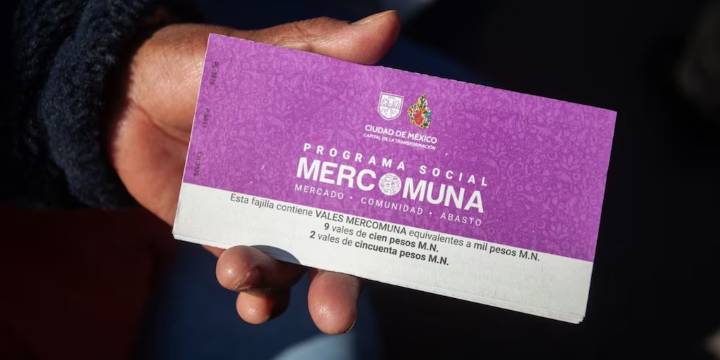 CIUDAD DE MÉXICO
CAPITAL DE LA TRANSFORMACIÓN
PROGRAMA SOCIAL
MERCOMUNA
MERCADO • COMUNIDAD • ABASTO
Esta fajilla contiene VALES MERCOMUNA equivalentes a mil pesos M.N.
9 vales de cien pesos M.N.
2 vales de cincuenta pesos M.N.